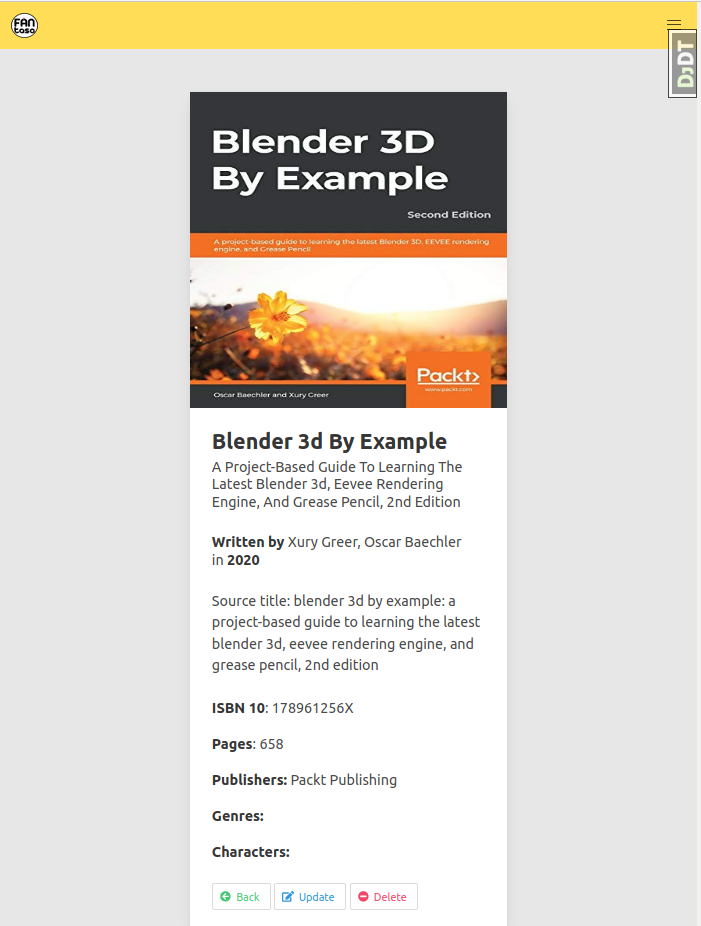 FAN
tasa
DJDT
Blender 3D
By Example
Second Edition
A project-based guide to learning the latest Blender 3D, EEVEE rendering
engine, and Grease Pencil
Packt>
www.packt.com
Oscar Baechler and Xury Greer
Blender 3d By Example
A Project-Based Guide To Learning The
Latest Blender 3d, Eevee Rendering
Engine, And Grease Pencil, 2nd Edition
Written by Xury Greer, Oscar Baechler
in 2020
Source title: blender 3d by example: a
project-based guide to learning the latest
blender 3d, eevee rendering engine, and
grease pencil, 2nd edition
ISBN 10: 178961256X
Pages: 658
Publishers: Packt Publishing
Genres:
Characters:
Back Update Delete